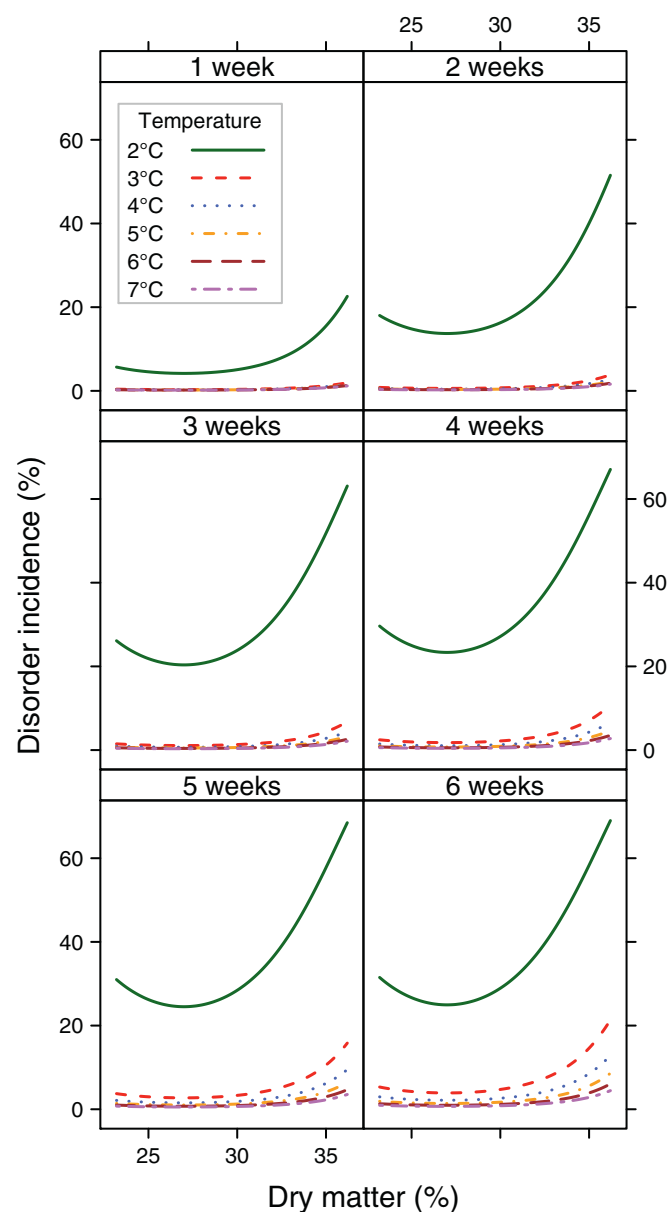 25 30 35
1 week 2 weeks
Temperature
2°C
3°C
4°C
5°C
6°C
7°C
60
40
20
0
3 weeks 4 weeks
60
40
20
0
5 weeks 6 weeks
60
40
20
0
25 30 35
Disorder incidence (%)
Dry matter (%)